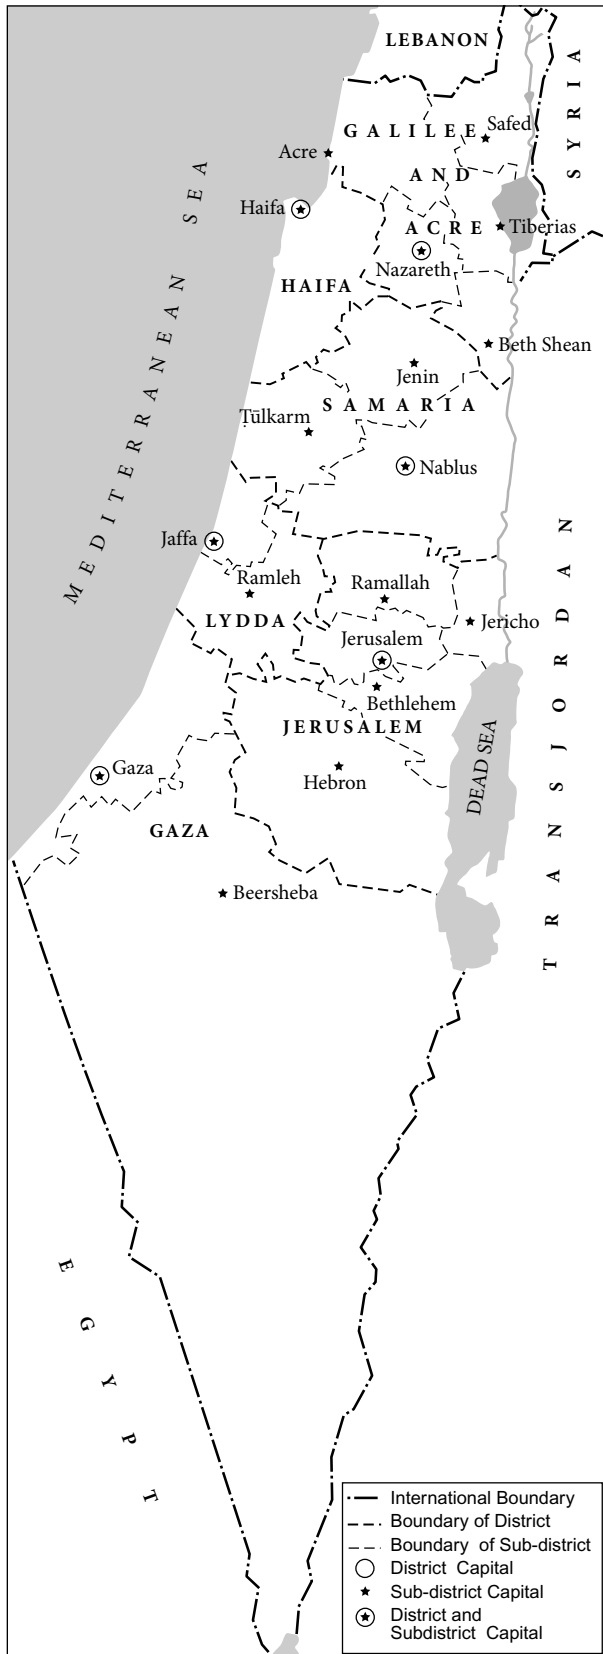 LEBANON
SYRIA
GALILEE
Safed
Acre
AND
Haifa
ACRE
Tiberias
Nazareth
HAIFA
MEDITERRANEAN SEA
Beth Shean
Jenin
SAMARIA
Ṭūlkarm
Nablus
Jaffa
Ramleh
Ramallah
LYDDA
Jericho
Jerusalem
TRANSJORDAN
Bethlehem
JERUSALEM
DEAD SEA
Gaza
Hebron
GAZA
Beersheba
EGYPT
International Boundary
Boundary of District
Boundary of Sub-district
District Capital
Sub-district Capital
District and
Subdistrict Capital